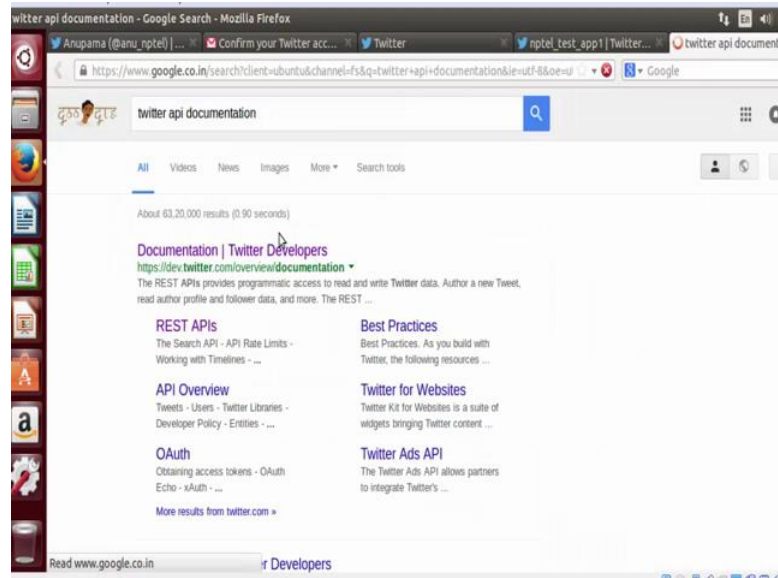 witter api documentation - Google Search - Mozilla Firefox
En
Anupama (@anu_nptel) | ...
Confirm your Twitter acc...
Twitter
nptel_test_app1 | Twitter...
twitter api document
https://www.google.co.in/search?client=ubuntu&channel=fs&q=twitter+api+documentation&ie=utf-8&oe=u
Google
twitter api documentation
All Videos News Images More Search tools
About 63,20,000 results (0.90 seconds)
Documentation | Twitter Developers
https://dev.twitter.com/overview/documentation
The REST APIs provides programmatic access to read and write Twitter data. Author a new Tweet,
read author profile and follower data, and more. The REST ...
REST APIs
The Search API - API Rate Limits -
Working with Timelines - ...
Best Practices
Best Practices. As you build with
Twitter, the following resources ...
API Overview
Tweets - Users - Twitter Libraries -
Developer Policy - Entities - ...
Twitter for Websites
Twitter Kit for Websites is a suite of
widgets bringing Twitter content ...
OAuth
Obtaining access tokens - OAuth
Echo - xAuth - ...
Twitter Ads API
The Twitter Ads API allows partners
to integrate Twitter's ...
More results from twitter.com »
Read www.google.co.in
r Developers